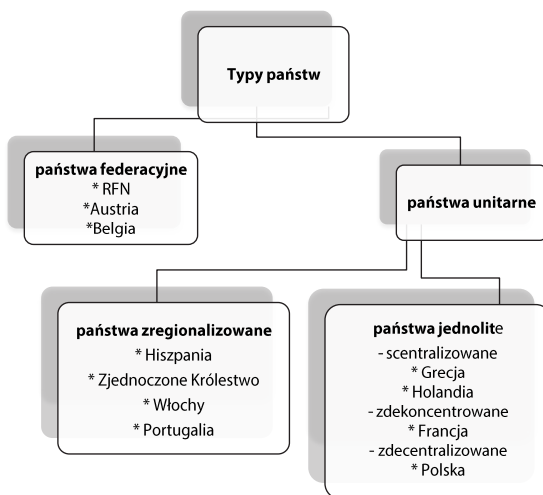 Typy państw
państwa federacyjne
* RFN
*Austria
*Belgia
państwa unitarne
państwa zregionalizowane
* Hiszpania
* Zjednoczone Królestwo
* Włochy
* Portugalia
państwa jednolite
- scentralizowane
* Grecja
* Holandia
- zdekoncentrowane
* Francja
- zdecentralizowane
* Polska